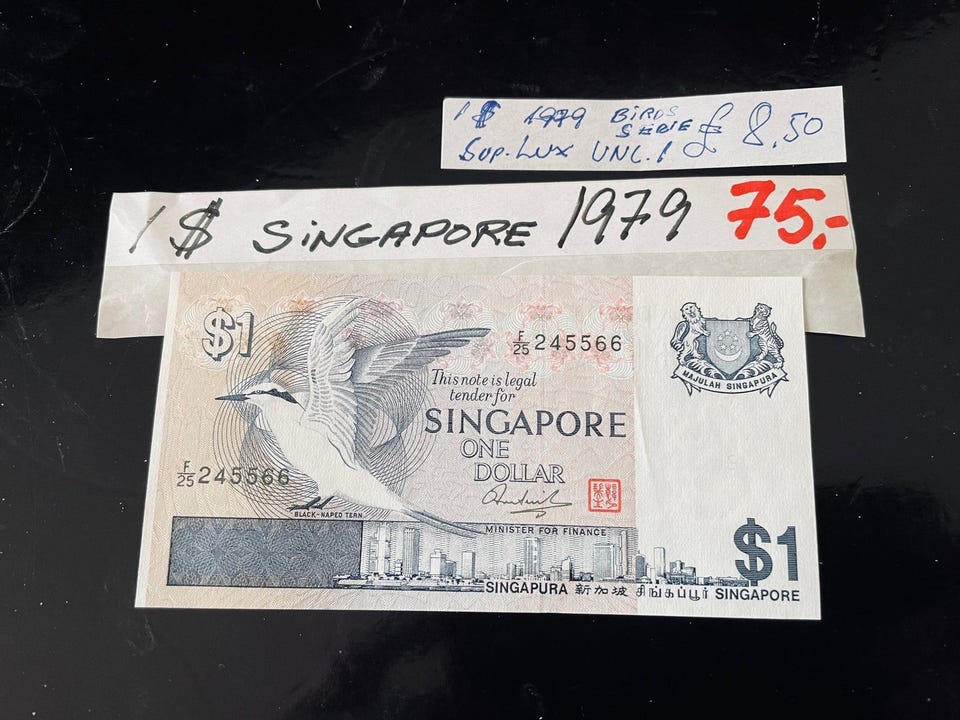 1$ 1979 BIRDS
SERIE £ 8,50
SUP. LUX UNC. 1
1 $ SINGAPORE 1979 75,-
$1
F/25 245566
MAJULAH SINGAPURA
This note is legal
tender for
SINGAPORE
ONE
DOLLAR
F/25 245566
BLACK-NAPED TERN
MINISTER FOR FINANCE
$1
SINGAPURA 新加坡 சிங்கப்பூர் SINGAPORE